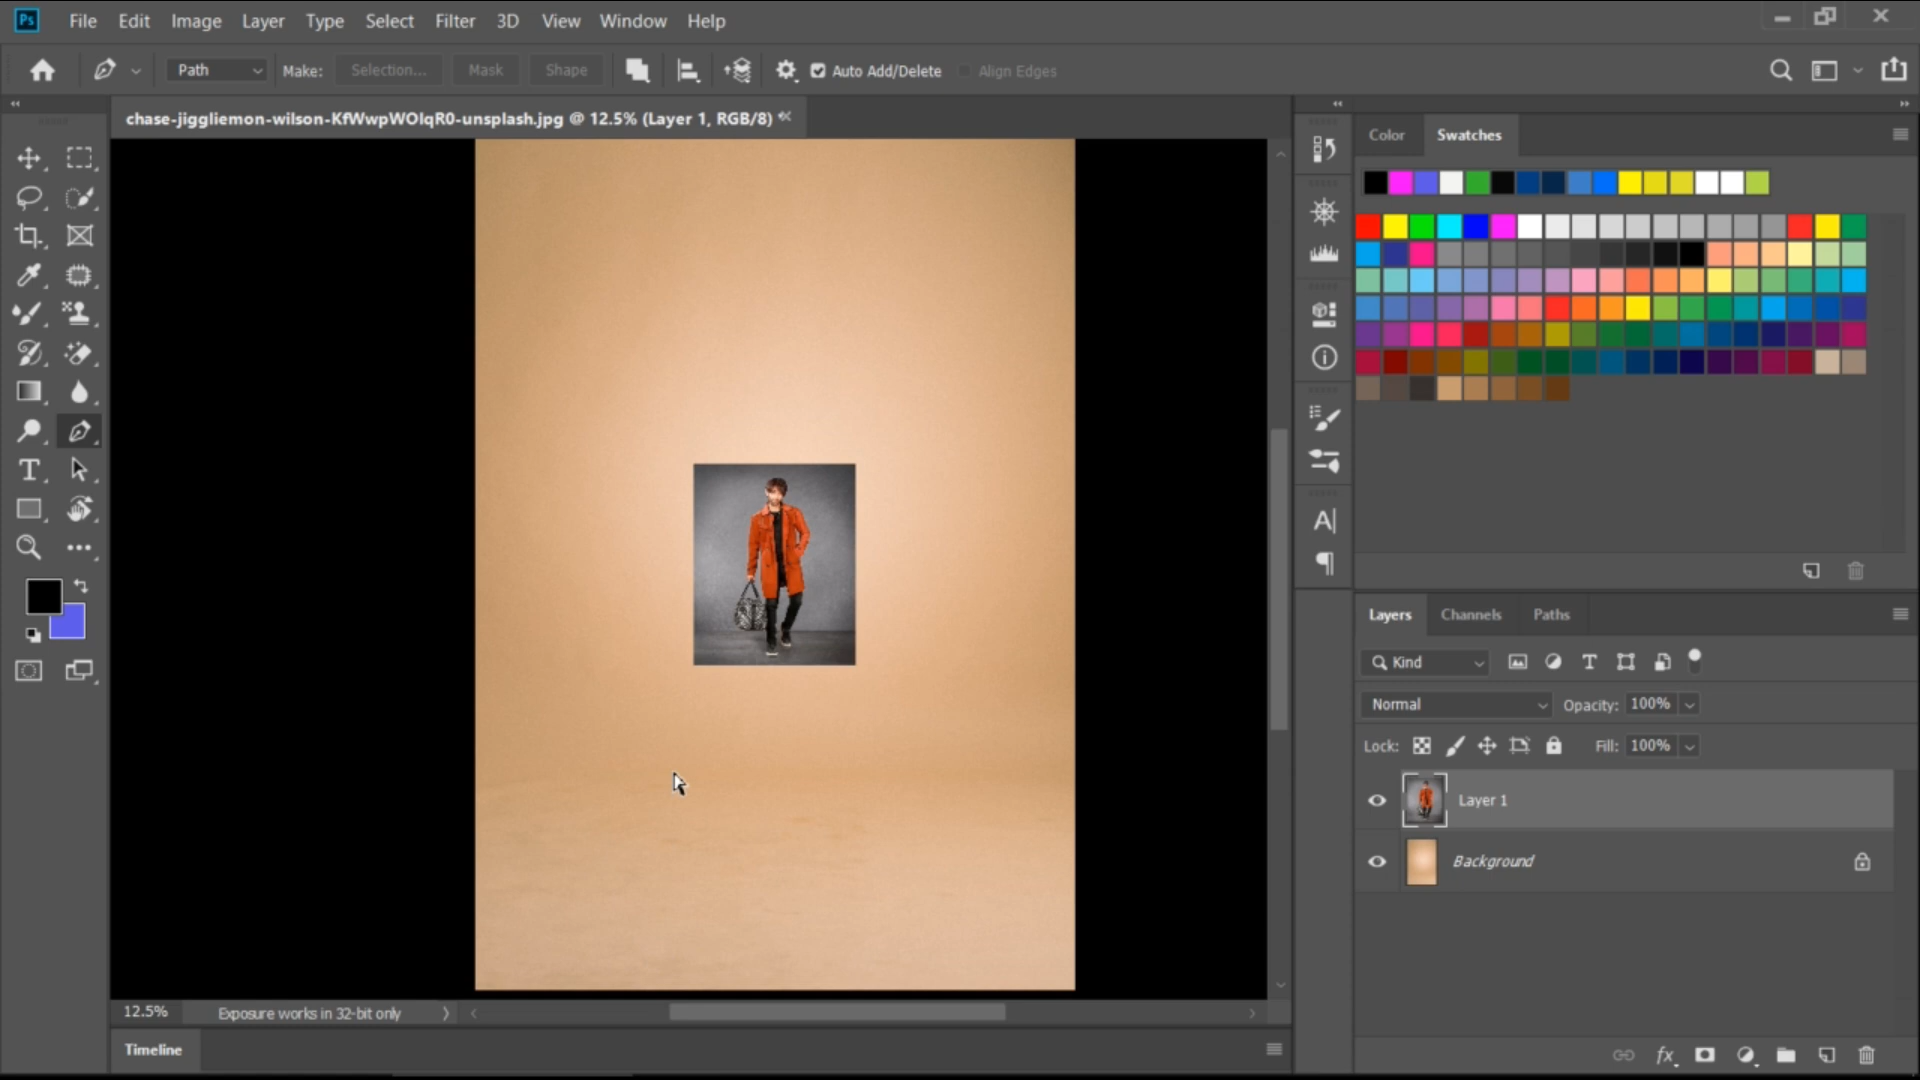 Ps File Edit Image Layer Type Select Filter 3D View Window Help
Path Make: Selection... Mask Shape Auto Add/Delete Align Edges
chase-jiggliemon-wilson-KfWwpWOIqR0-unsplash.jpg @ 12.5% (Layer 1, RGB/8) *
Color Swatches
Layers Channels Paths
Kind
Normal Opacity: 100%
Lock: Fill: 100%
Layer 1
Background
12.5% Exposure works in 32-bit only
Timeline